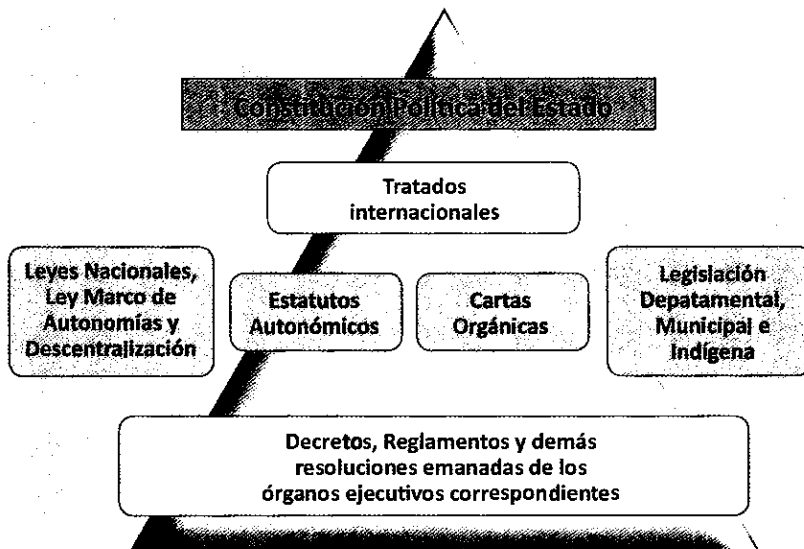 Constitución Política del Estado
Tratados
internacionales
Leyes Nacionales,
Ley Marco de
Autonomías y
Descentralización
Estatutos
Autonómicos
Cartas
Orgánicas
Legislación
Depatamental,
Municipal e
Indígena
Decretos, Reglamentos y demás
resoluciones emanadas de los
órganos ejecutivos correspondientes